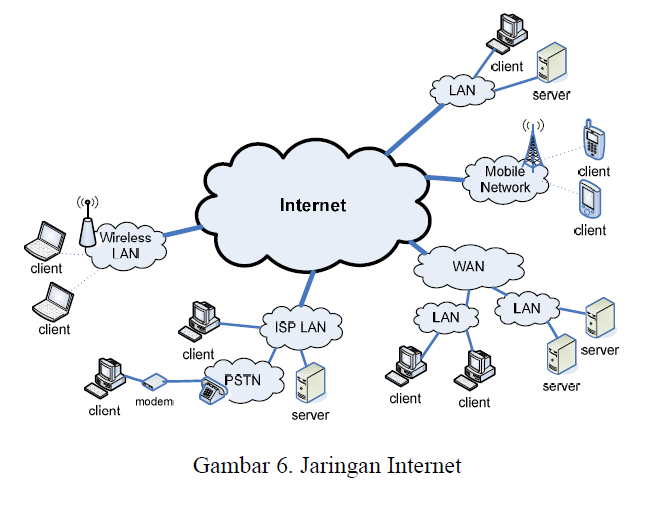 client
LAN
server
Mobile
Network
client
client
Internet
Wireless
LAN
client
client
WAN
LAN
LAN
server
server
client
client
ISP LAN
client
PSTN
client
modem
server
Gambar 6. Jaringan Internet